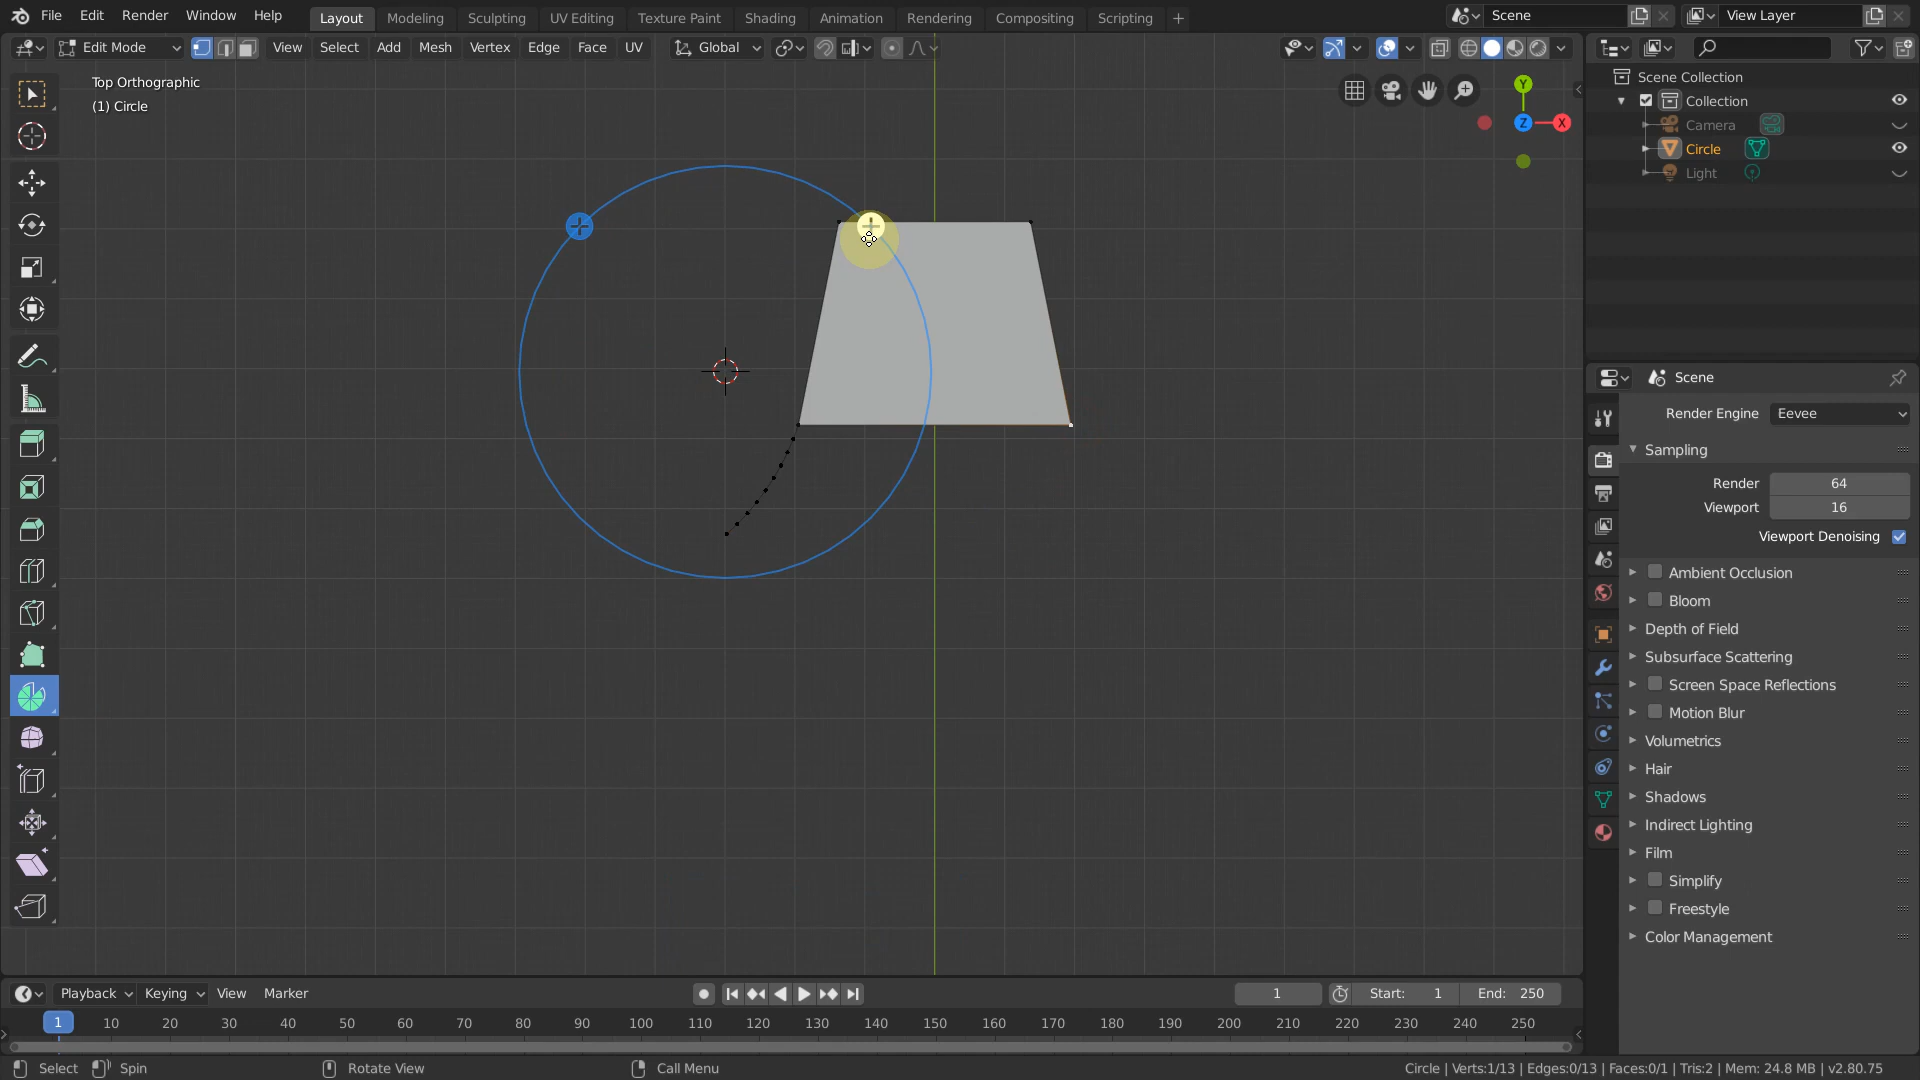 File Edit Render Window Help Layout Modeling Sculpting UV Editing Texture Paint Shading Animation Rendering Compositing Scripting + Scene View Layer
Edit Mode View Select Add Mesh Vertex Edge Face UV Global
Top Orthographic
(1) Circle
Y
Z
X
Scene Collection
Collection
Camera
Circle
Light
Scene
Render Engine Eevee
Sampling
Render 64
Viewport 16
Viewport Denoising
Ambient Occlusion
Bloom
Depth of Field
Subsurface Scattering
Screen Space Reflections
Motion Blur
Volumetrics
Hair
Shadows
Indirect Lighting
Film
Simplify
Freestyle
Color Management
Playback Keying View Marker 1 Start: 1 End: 250
1 10 20 30 40 50 60 70 80 90 100 110 120 130 140 150 160 170 180 190 200 210 220 230 240 250
Select Spin Rotate View Call Menu Circle | Verts:1/13 | Edges:0/13 | Faces:0/1 | Tris:2 | Mem: 24.8 MB | v2.80.75